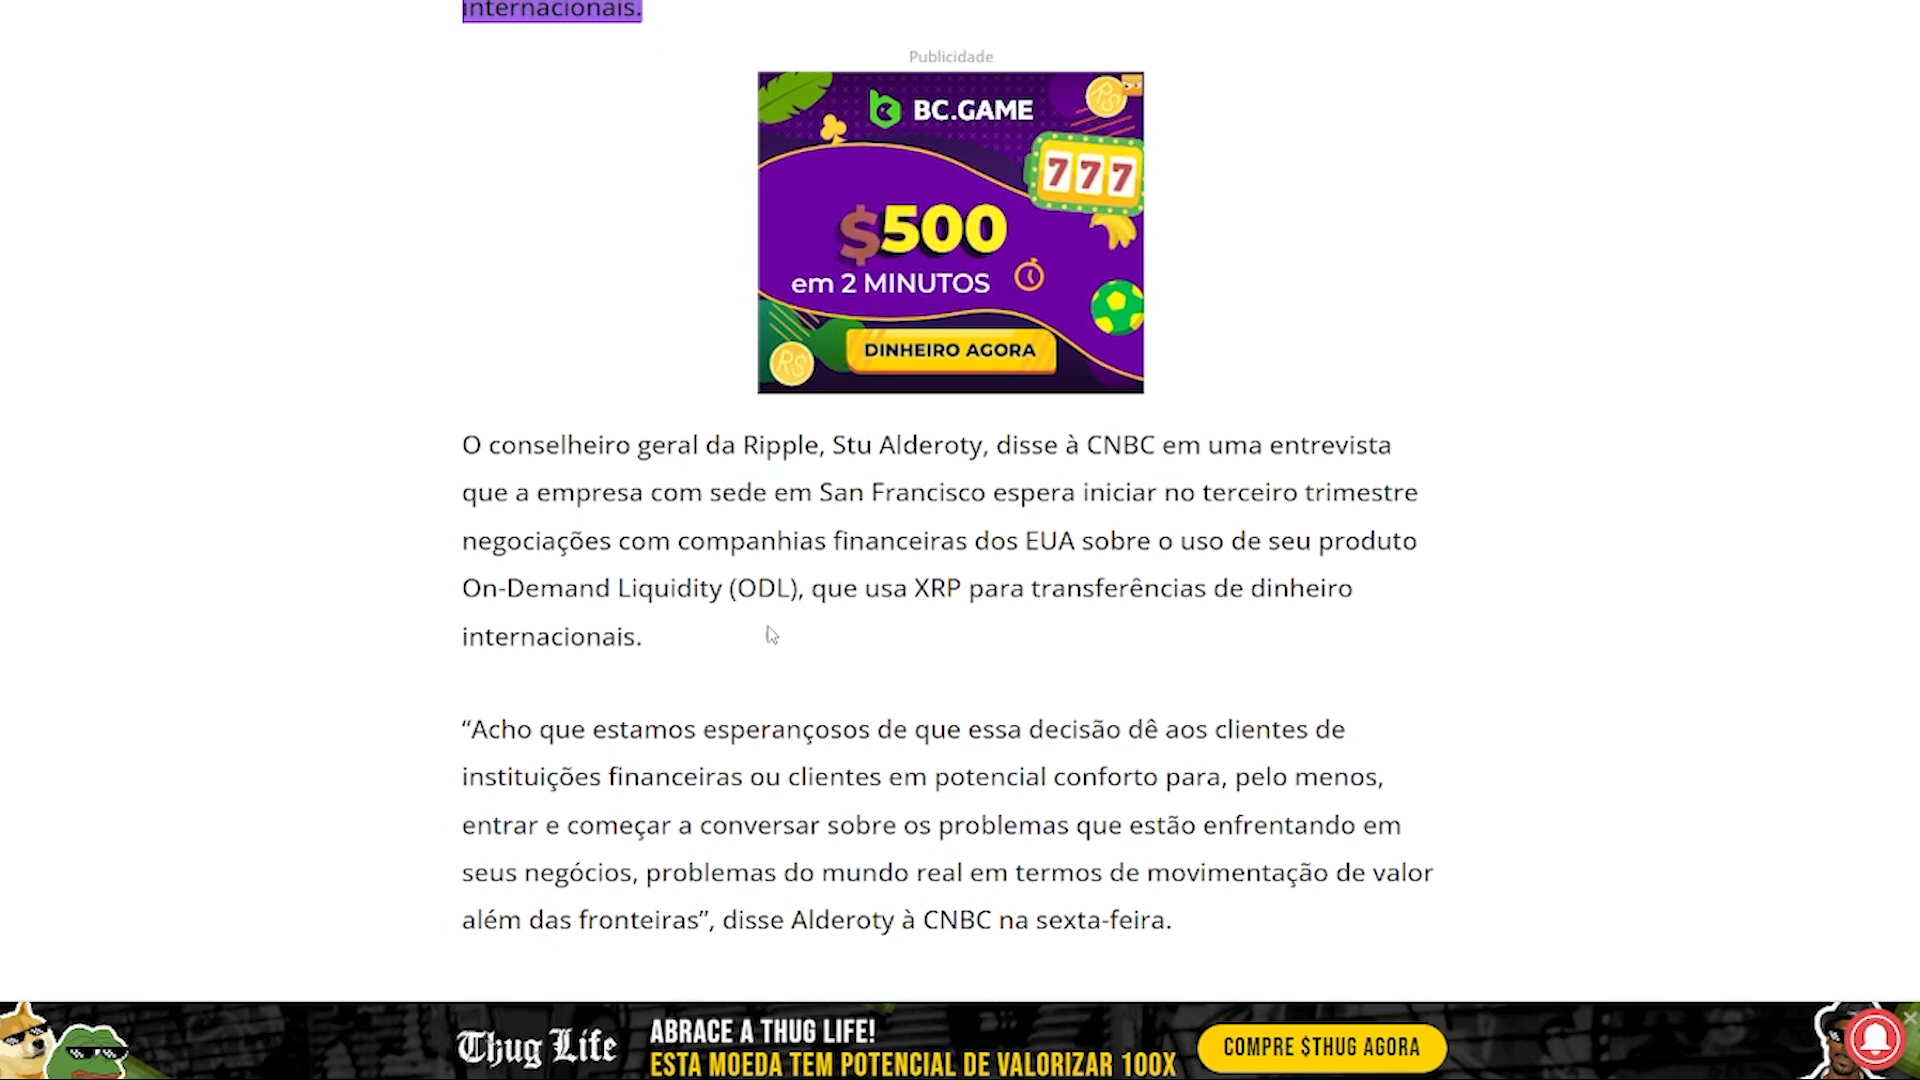 internacionais.
Publicidade
BC.GAME
777
$500
em 2 MINUTOS
DINHEIRO AGORA
R$
R$
O conselheiro geral da Ripple, Stu Alderoty, disse à CNBC em uma entrevista
que a empresa com sede em San Francisco espera iniciar no terceiro trimestre
negociações com companhias financeiras dos EUA sobre o uso de seu produto
On-Demand Liquidity (ODL), que usa XRP para transferências de dinheiro
internacionais.
“Acho que estamos esperançosos de que essa decisão dê aos clientes de
instituições financeiras ou clientes em potencial conforto para, pelo menos,
entrar e começar a conversar sobre os problemas que estão enfrentando em
seus negócios, problemas do mundo real em termos de movimentação de valor
além das fronteiras”, disse Alderoty à CNBC na sexta-feira.
Thug Life
ABRACE A THUG LIFE!
ESTA MOEDA TEM POTENCIAL DE VALORIZAR 100X
COMPRE $THUG AGORA